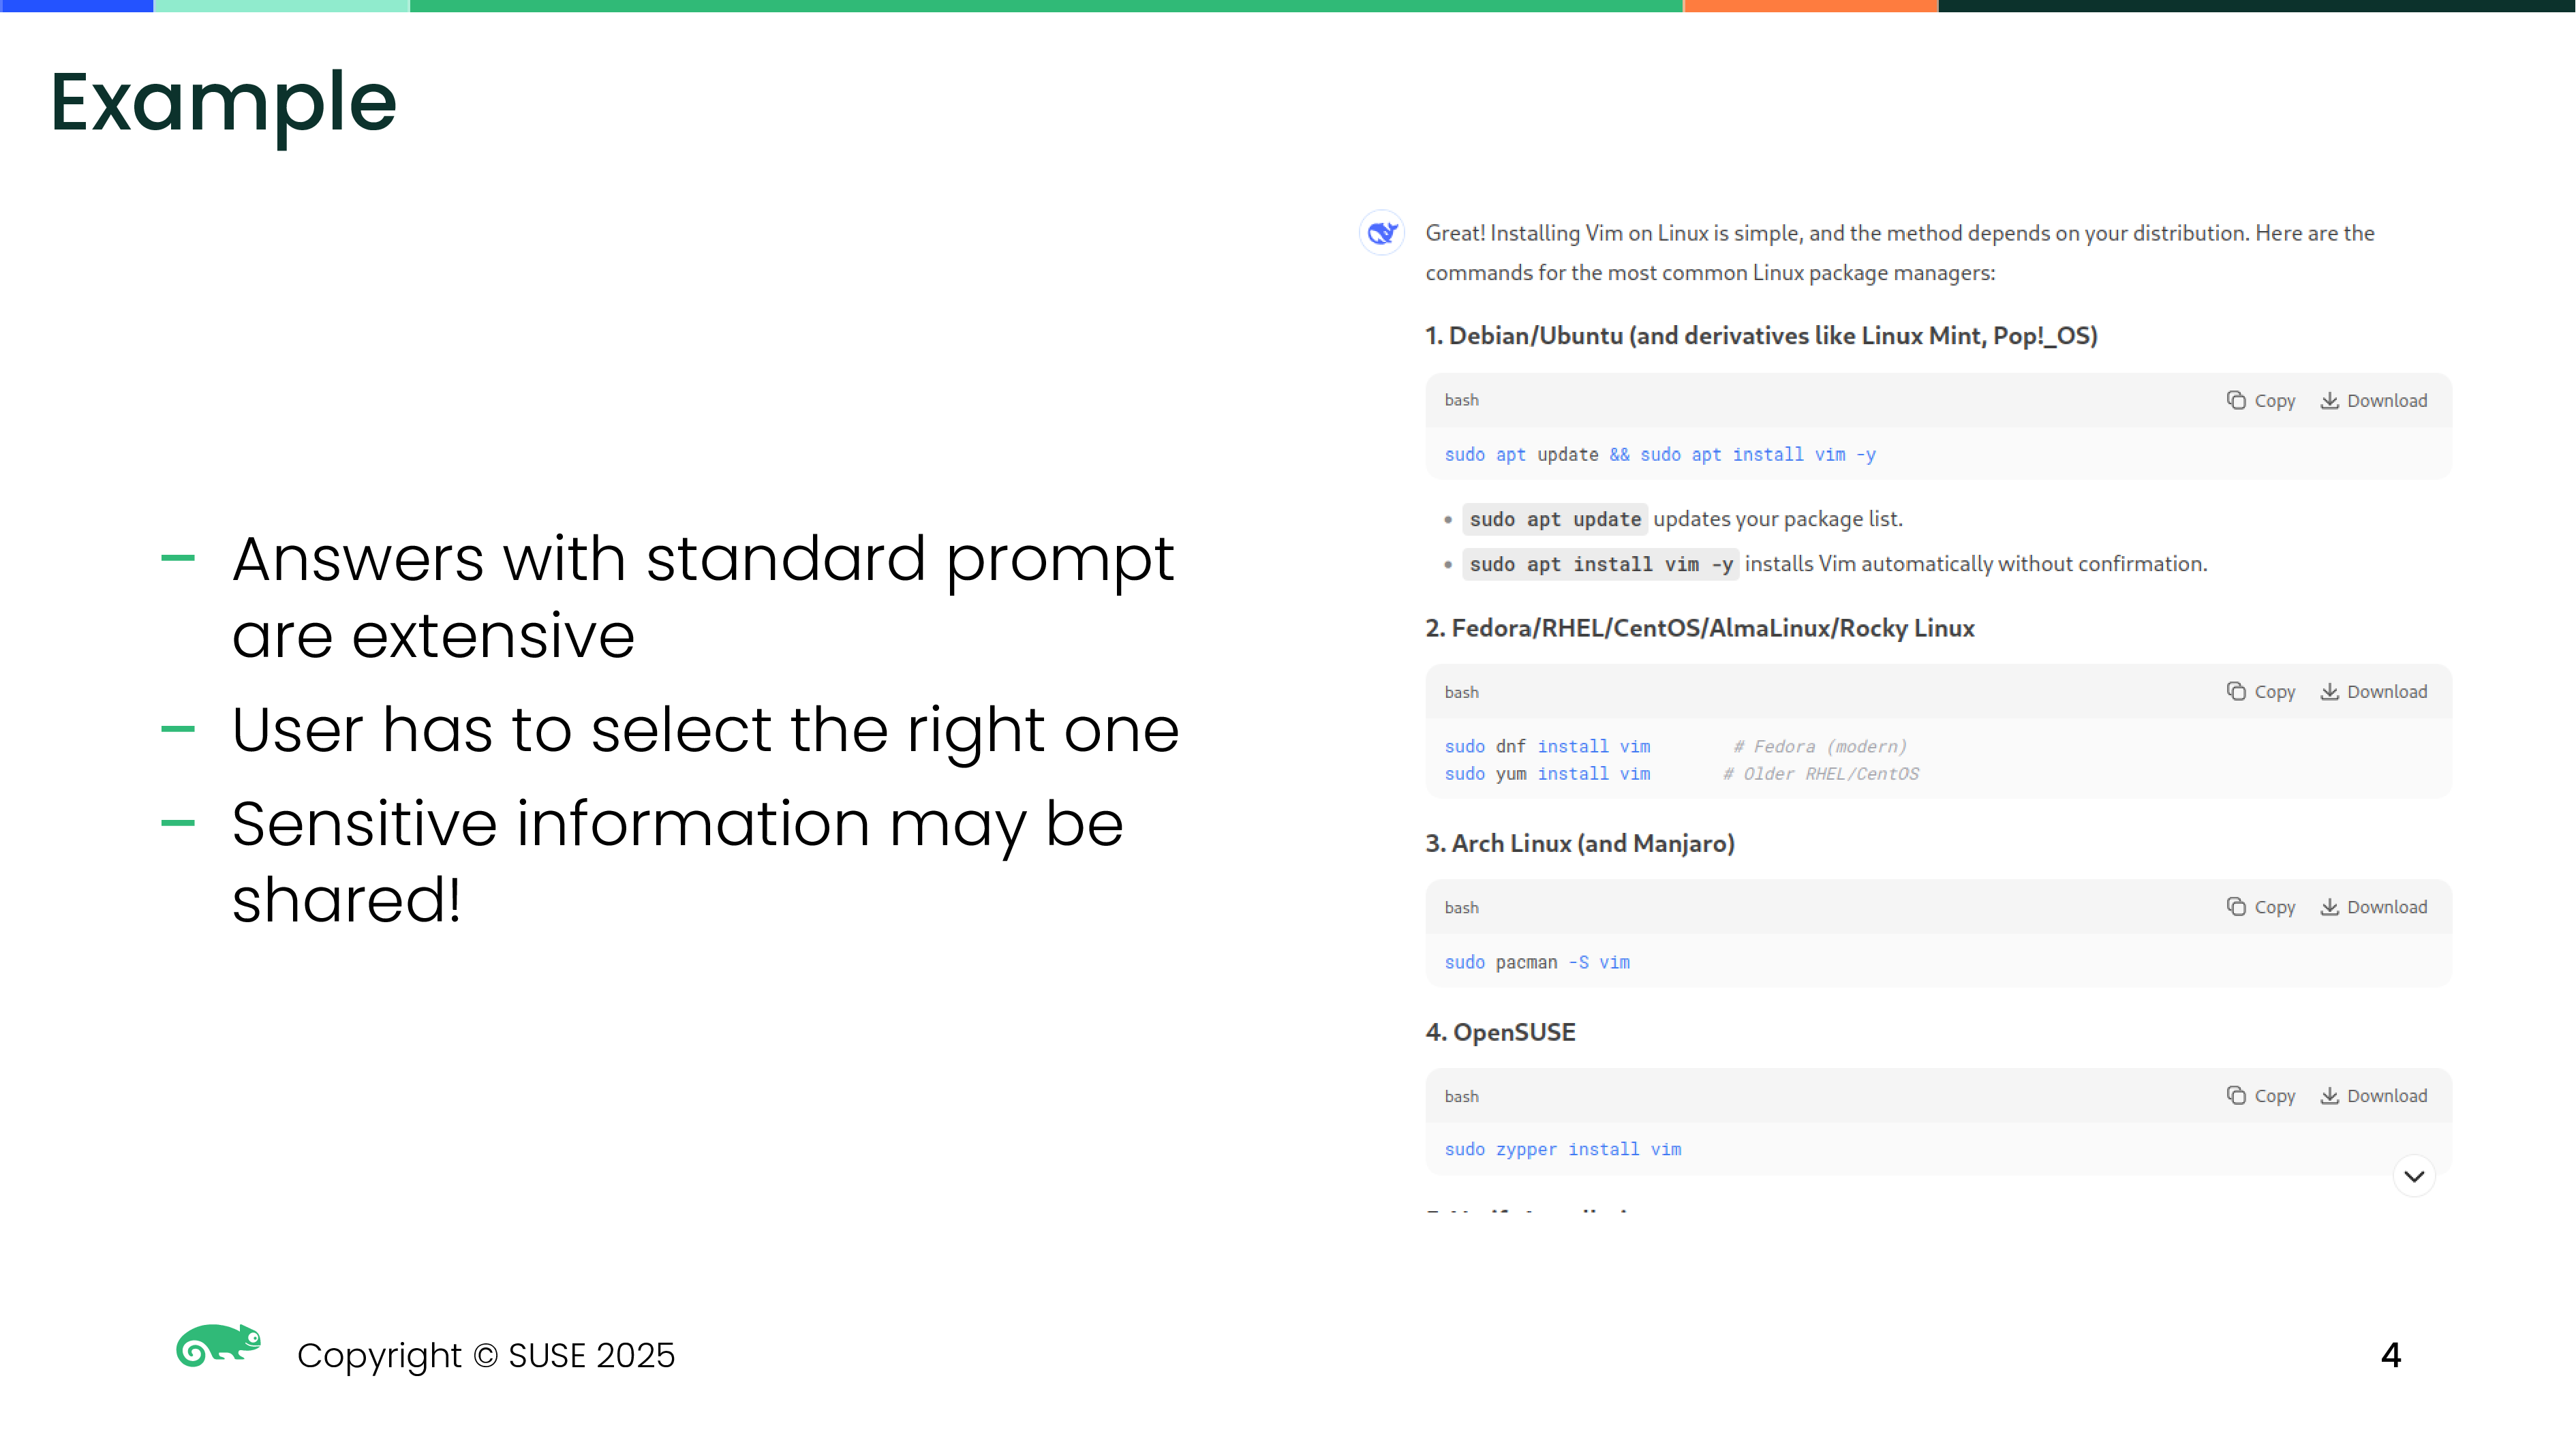 Example
– Answers with standard prompt
are extensive
– User has to select the right one
– Sensitive information may be
shared!
Great! Installing Vim on Linux is simple, and the method depends on your distribution. Here are the
commands for the most common Linux package managers:
1. Debian/Ubuntu (and derivatives like Linux Mint, Pop!_OS)
bash Copy Download
sudo apt update && sudo apt install vim -y
• sudo apt update updates your package list.
• sudo apt install vim -y installs Vim automatically without confirmation.
2. Fedora/RHEL/CentOS/AlmaLinux/Rocky Linux
bash Copy Download
sudo dnf install vim # Fedora (modern)
sudo yum install vim # Older RHEL/CentOS
3. Arch Linux (and Manjaro)
bash Copy Download
sudo pacman -S vim
4. OpenSUSE
bash Copy Download
sudo zypper install vim
Copyright © SUSE 2025
4